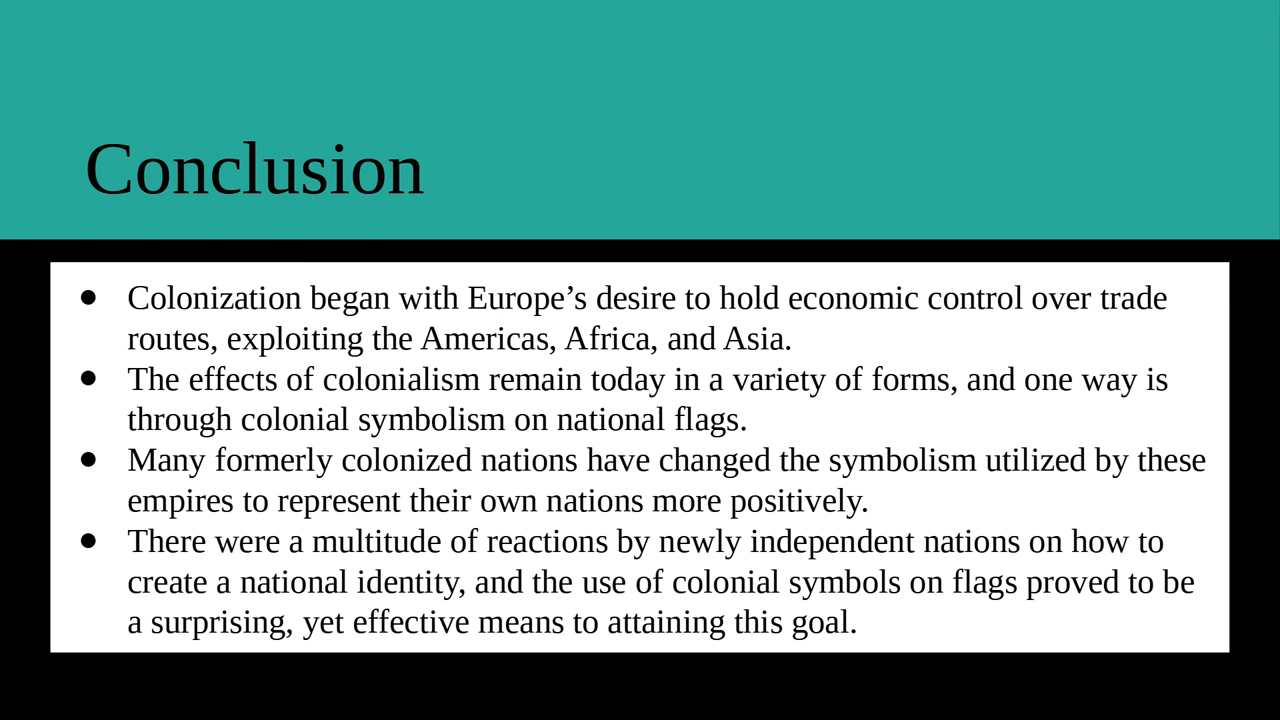 Conclusion
● Colonization began with Europe’s desire to hold economic control over trade
routes, exploiting the Americas, Africa, and Asia.
● The effects of colonialism remain today in a variety of forms, and one way is
through colonial symbolism on national flags.
● Many formerly colonized nations have changed the symbolism utilized by these
empires to represent their own nations more positively.
● There were a multitude of reactions by newly independent nations on how to
create a national identity, and the use of colonial symbols on flags proved to be
a surprising, yet effective means to attaining this goal.